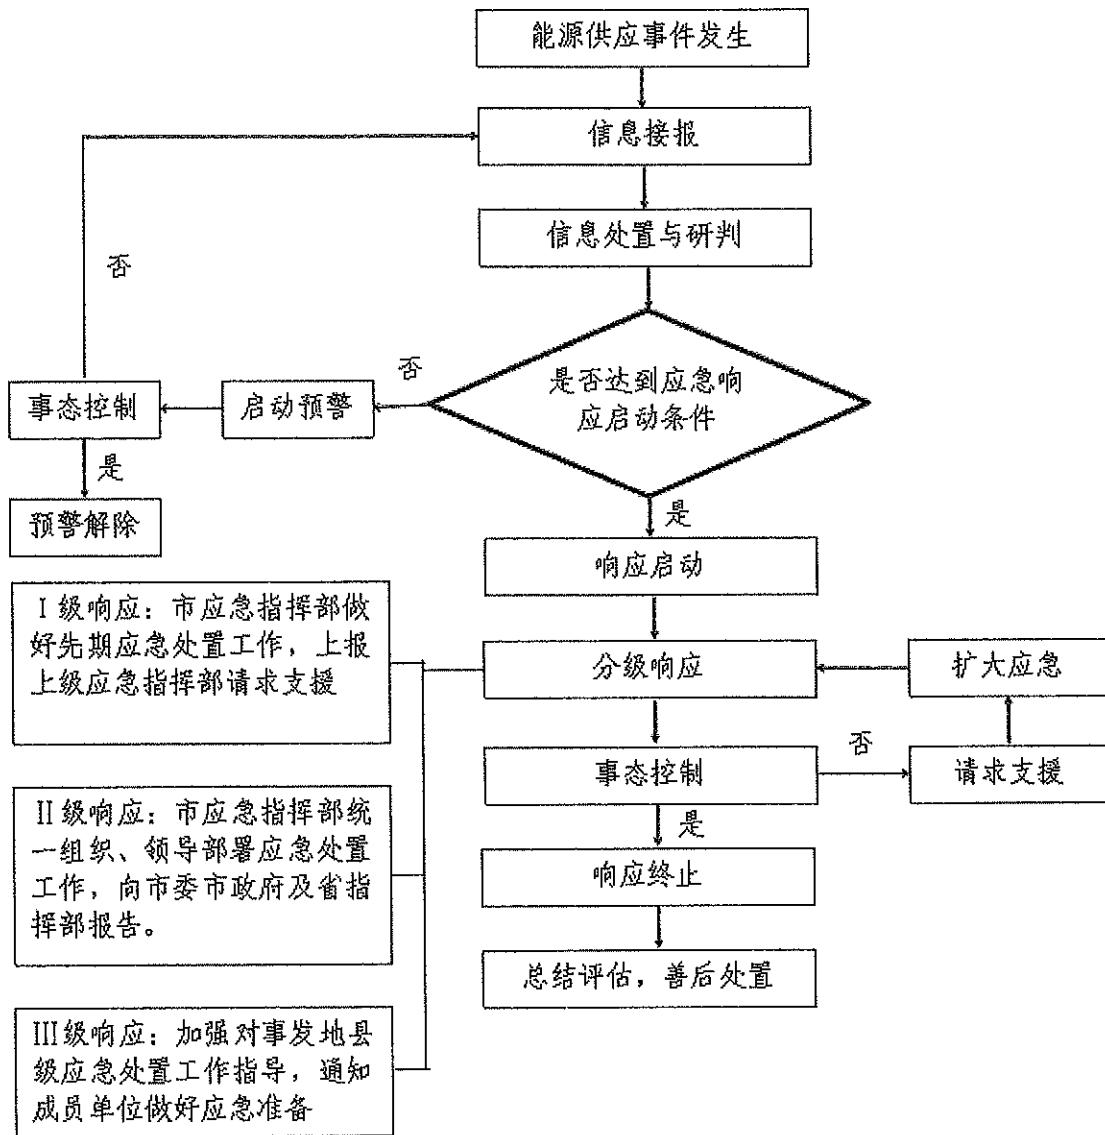 能源供应事件发生
信息接报
信息处置与研判
否
是否达到应急响
应启动条件
否
启动预警
事态控制
是
预警解除
是
响应启动
分级响应
扩大应急
事态控制
否
请求支援
是
响应终止
总结评估，善后处置
Ⅰ级响应：市应急指挥部做
好先期应急处置工作，上报
上级应急指挥部请求支援
Ⅱ级响应：市应急指挥部统
一组织、领导部署应急处置
工作，向市委市政府及省指
挥部报告。
Ⅲ级响应：加强对事发地县
级应急处置工作指导，通知
成员单位做好应急准备